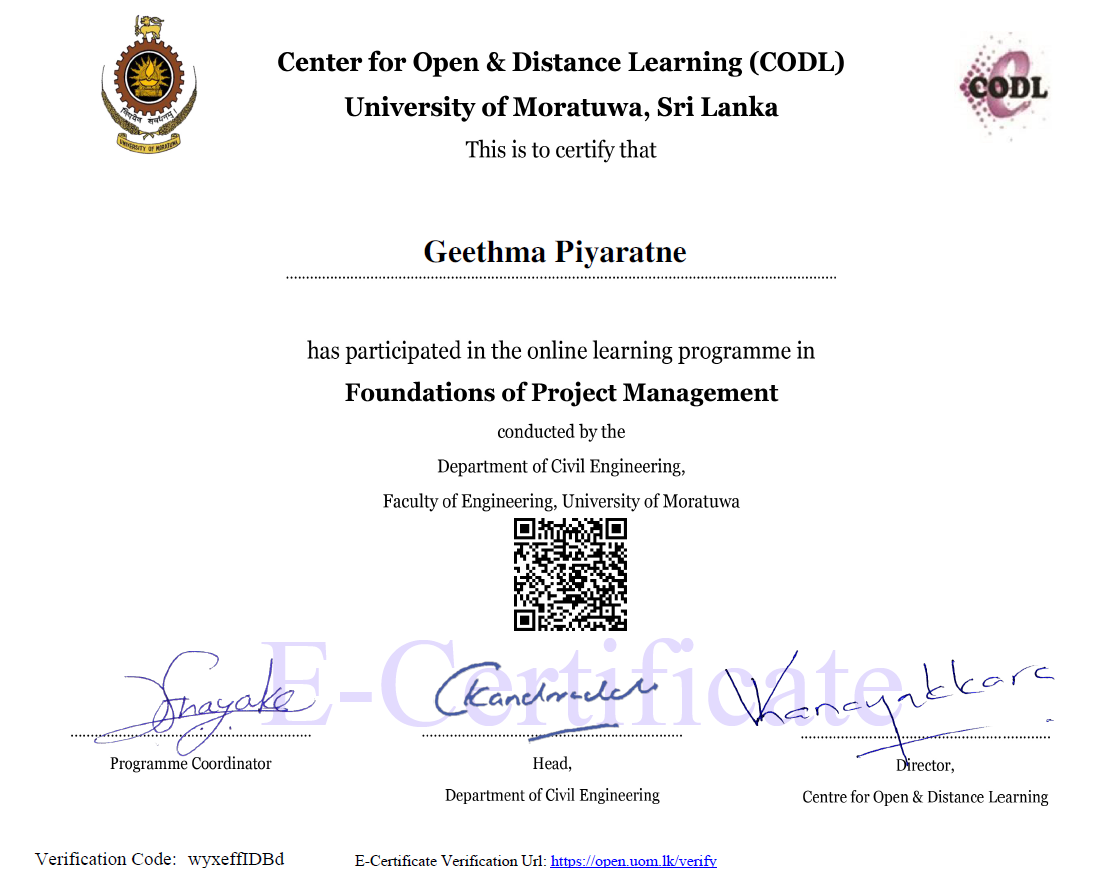 Center for Open & Distance Learning (CODL)
University of Moratuwa, Sri Lanka
This is to certify that
CODL
विद्ययैव सर्वधनम्
UNIVERSITY OF MORATUWA
Geethma Piyaratne
has participated in the online learning programme in
Foundations of Project Management
conducted by the
Department of Civil Engineering,
Faculty of Engineering, University of Moratuwa
E-Certificate
Programme Coordinator
Head,
Department of Civil Engineering
Director,
Centre for Open & Distance Learning
Verification Code: wyxeffIDBd
E-Certificate Verification Url: https://open.uom.lk/verify